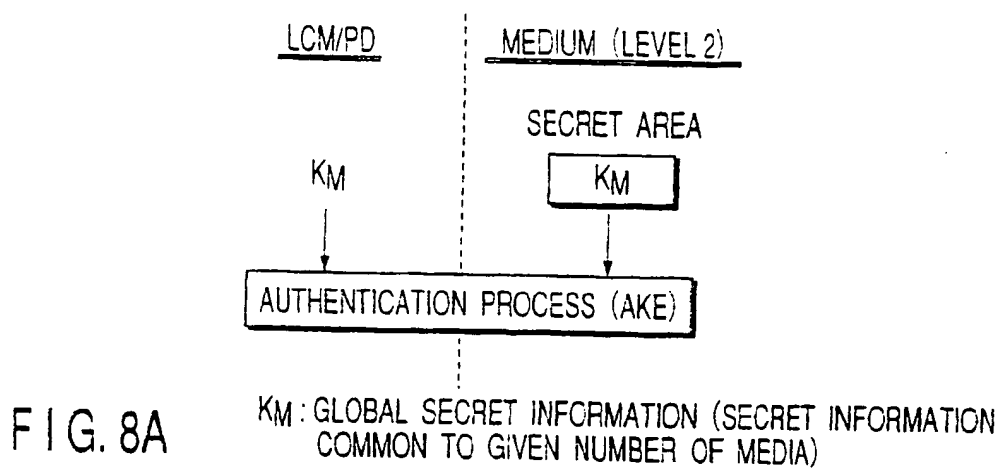 LCM/PD
MEDIUM (LEVEL 2)
SECRET AREA
KM
KM
AUTHENTICATION PROCESS (AKE)
FIG. 8A
KM : GLOBAL SECRET INFORMATION (SECRET INFORMATION
COMMON TO GIVEN NUMBER OF MEDIA)